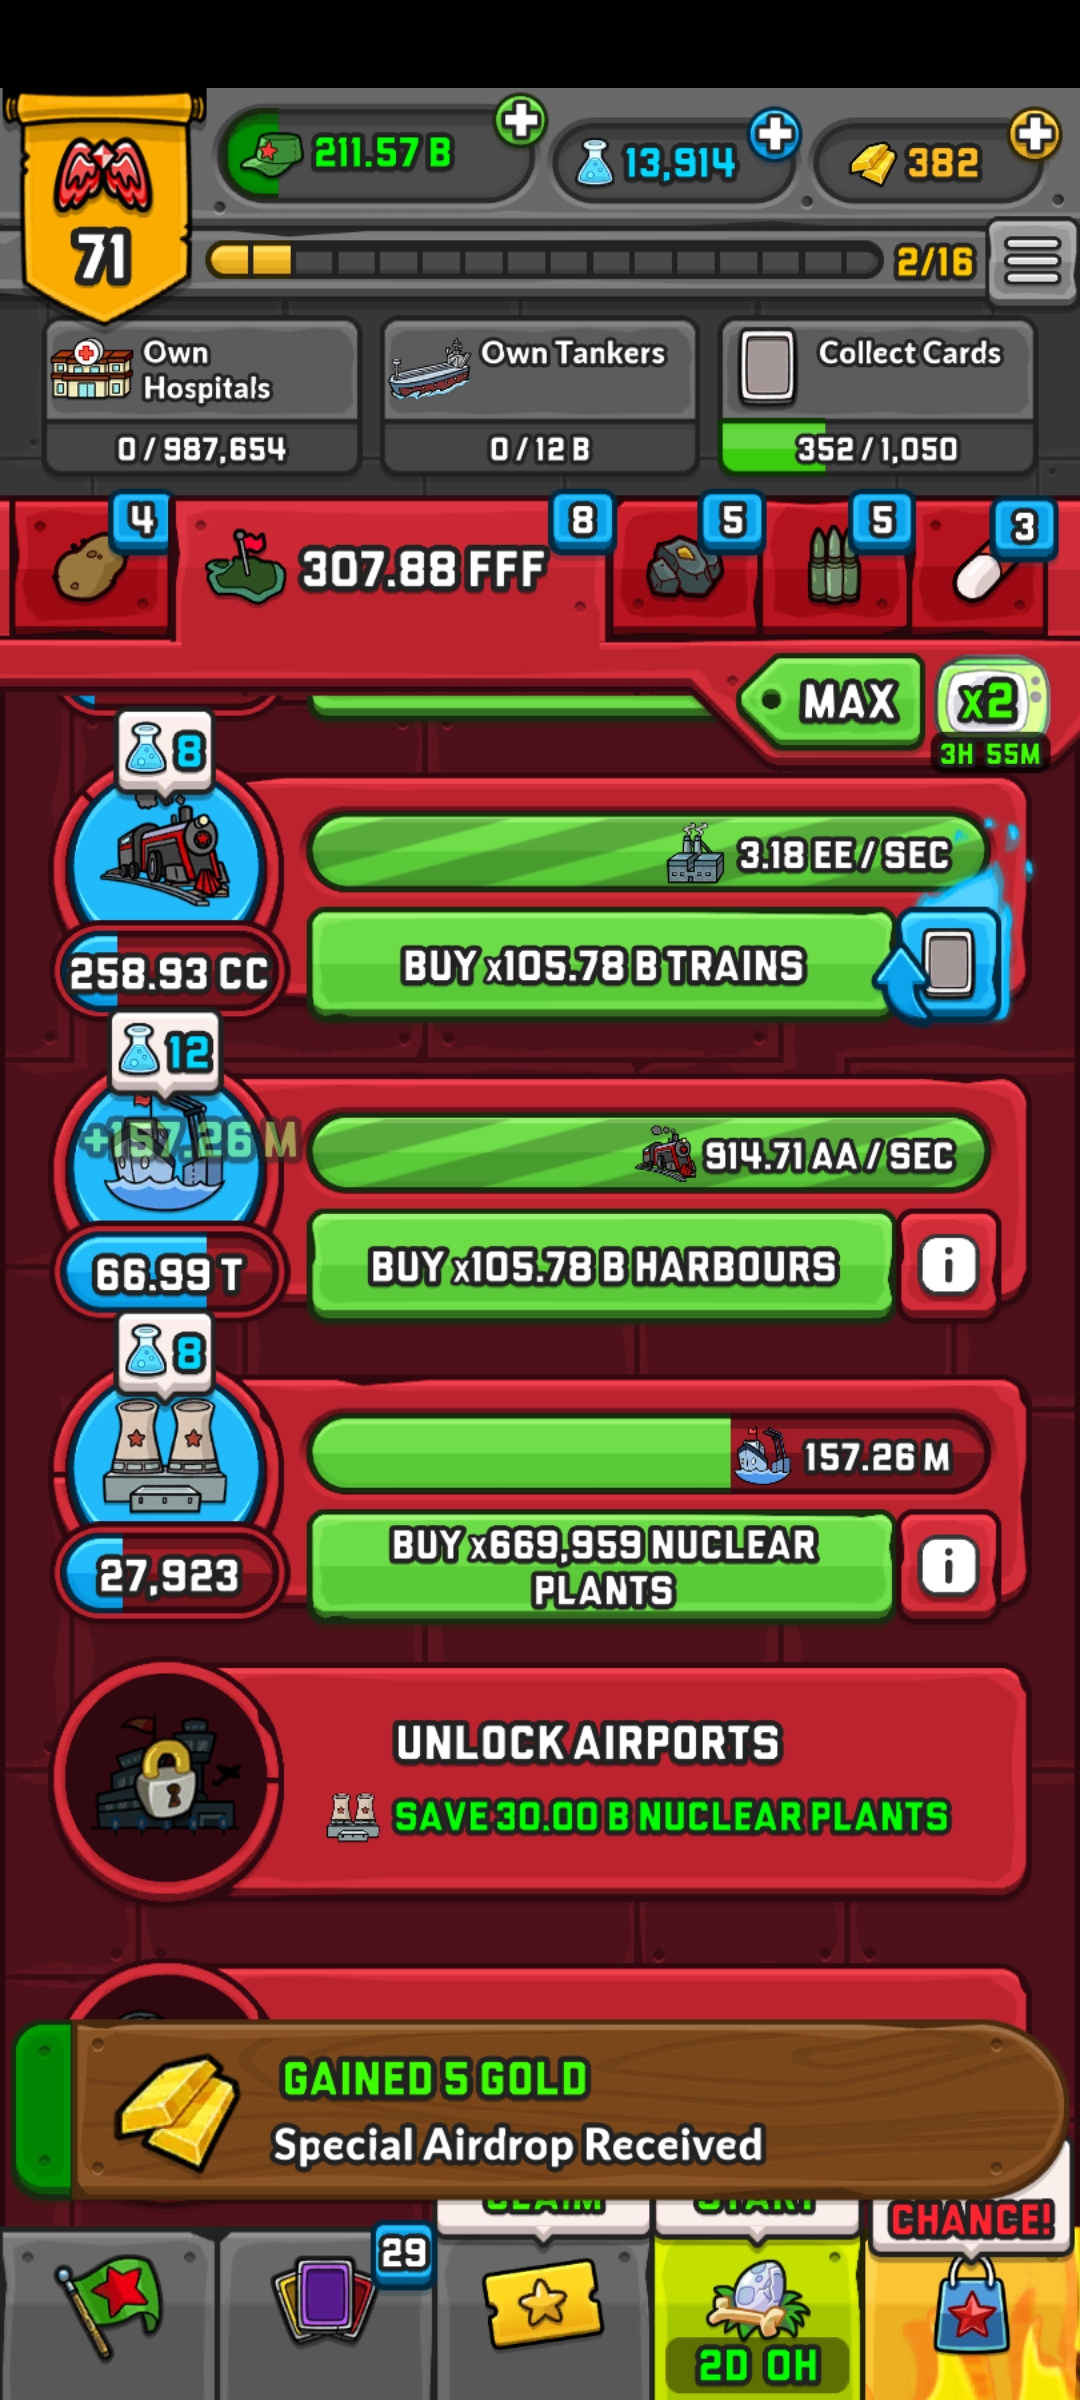 211.57 B
13,914
382
71
2/16
Own
Hospitals
0 / 987,654
Own Tankers
0 / 12 B
Collect Cards
352 / 1,050
4
307.88 FFF
8
5
5
3
MAX
x2
3H 55M
8
3.18 EE / SEC
258.93 CC
BUY x105.78 B TRAINS
12
+157.26 M
914.71 AA / SEC
66.99 T
BUY x105.78 B HARBOURS
8
157.26 M
27,923
BUY x669,959 NUCLEAR
PLANTS
UNLOCK AIRPORTS
SAVE 30.00 B NUCLEAR PLANTS
GAINED 5 GOLD
Special Airdrop Received
CLAIM
START
CHANCE!
29
2D 0H